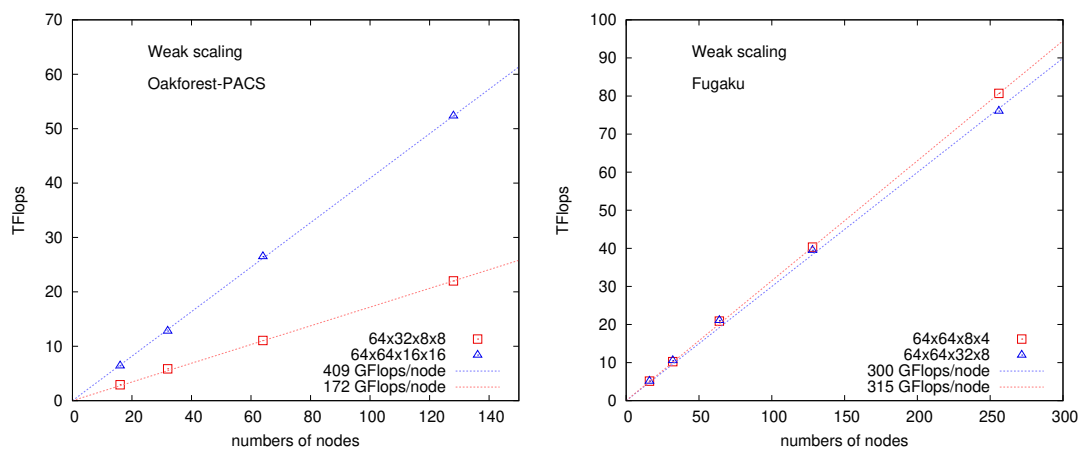 70
60
50
40
30
20
10
0
TFlops
Weak scaling
Oakforest-PACS
64x32x8x8
64x64x16x16
409 GFlops/node
172 GFlops/node
0 20 40 60 80 100 120 140
numbers of nodes
100
90
80
70
60
50
40
30
20
10
0
TFlops
Weak scaling
Fugaku
64x64x8x4
64x64x32x8
300 GFlops/node
315 GFlops/node
0 50 100 150 200 250 300
numbers of nodes